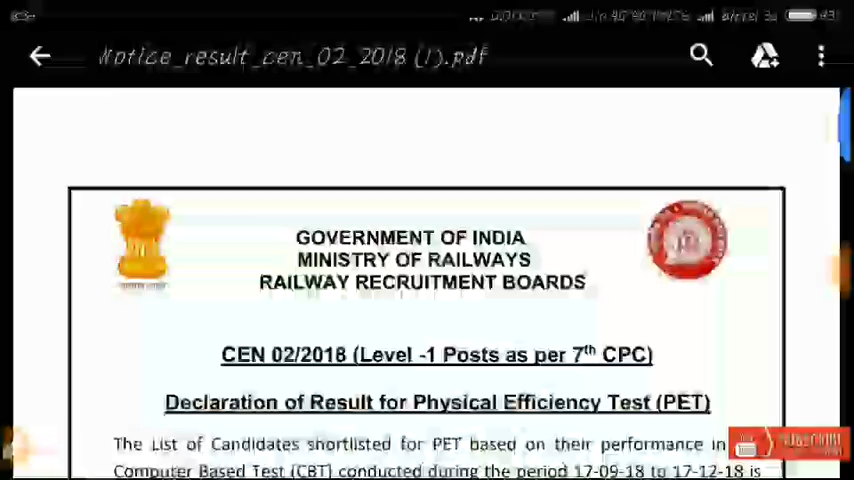 Notice_result_cen_02_2018 (1).pdf
GOVERNMENT OF INDIA
MINISTRY OF RAILWAYS
RAILWAY RECRUITMENT BOARDS
CEN 02/2018 (Level -1 Posts as per 7th CPC)
Declaration of Result for Physical Efficiency Test (PET)
The List of Candidates shortlisted for PET based on their performance in
SUBSCRIBE
Computer Based Test (CBT) conducted during the period 17-09-18 to 17-12-18 is